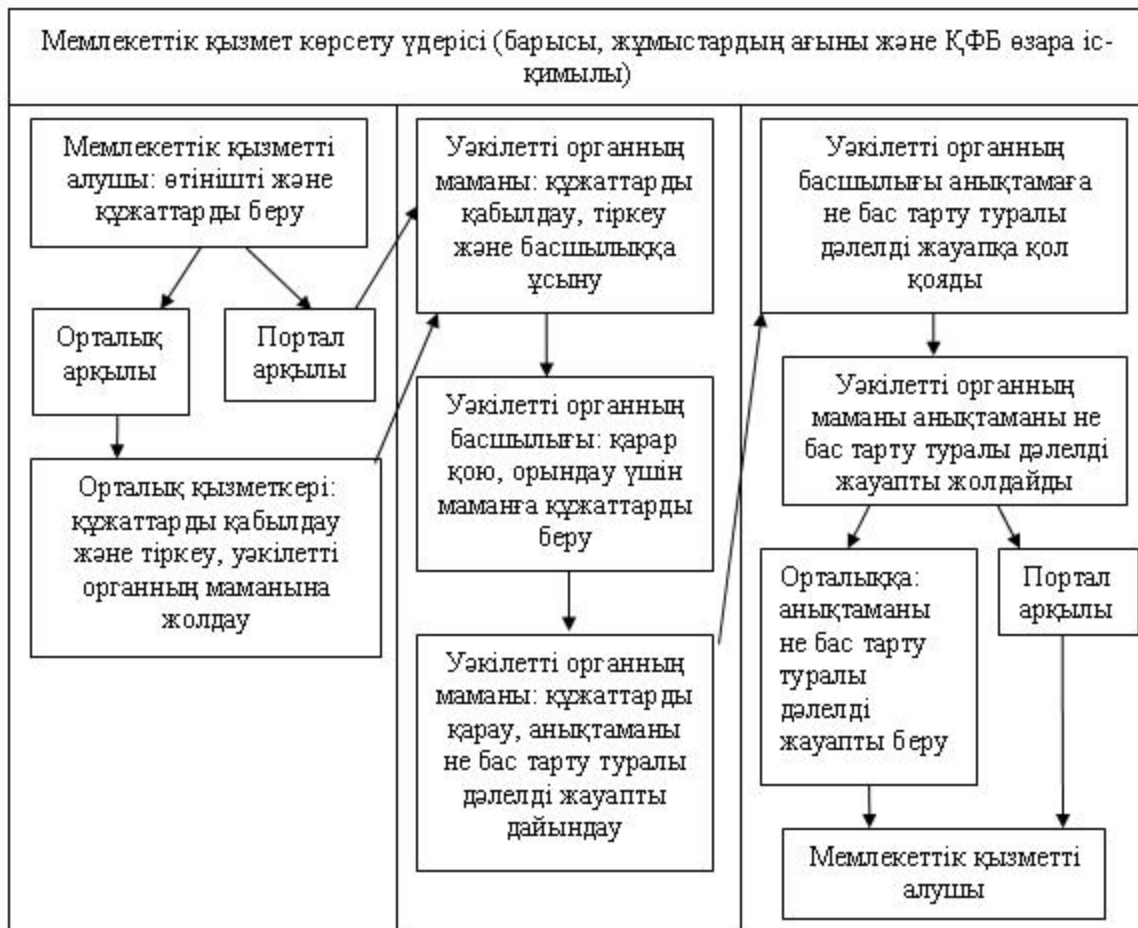 Мемлекеттік қызмет көрсету үдерісі (барысы, жұмыстардың ағыны және ҚФБ өзара іс-
қимылы)
Мемлекеттік қызметті
алушы: өтінішті және
құжаттарды беру
Орталық
арқылы
Портал
арқылы
Орталық қызметкері:
құжаттарды қабылдау
және тіркеу, уәкілетті
органның маманына
жолдау
Уәкілетті органның
маманы: құжаттарды
қабылдау, тіркеу
және басшылыққа
ұсыну
Уәкілетті органның
басшылығы: қарар
қою, орындау үшін
маманға құжаттарды
беру
Уәкілетті органның
маманы: құжаттарды
қарау, анықтаманы
не бас тарту туралы
дәлелді жауапты
дайындау
Уәкілетті органның
басшылығы анықтамаға
не бас тарту туралы
дәлелді жауапқа қол
қояды
Уәкілетті органның
маманы анықтаманы не
бас тарту туралы дәлелді
жауапты жолдайды
Орталыққа:
анықтаманы
не бас тарту
туралы
дәлелді
жауапты беру
Портал
арқылы
Мемлекеттік қызметті
алушы